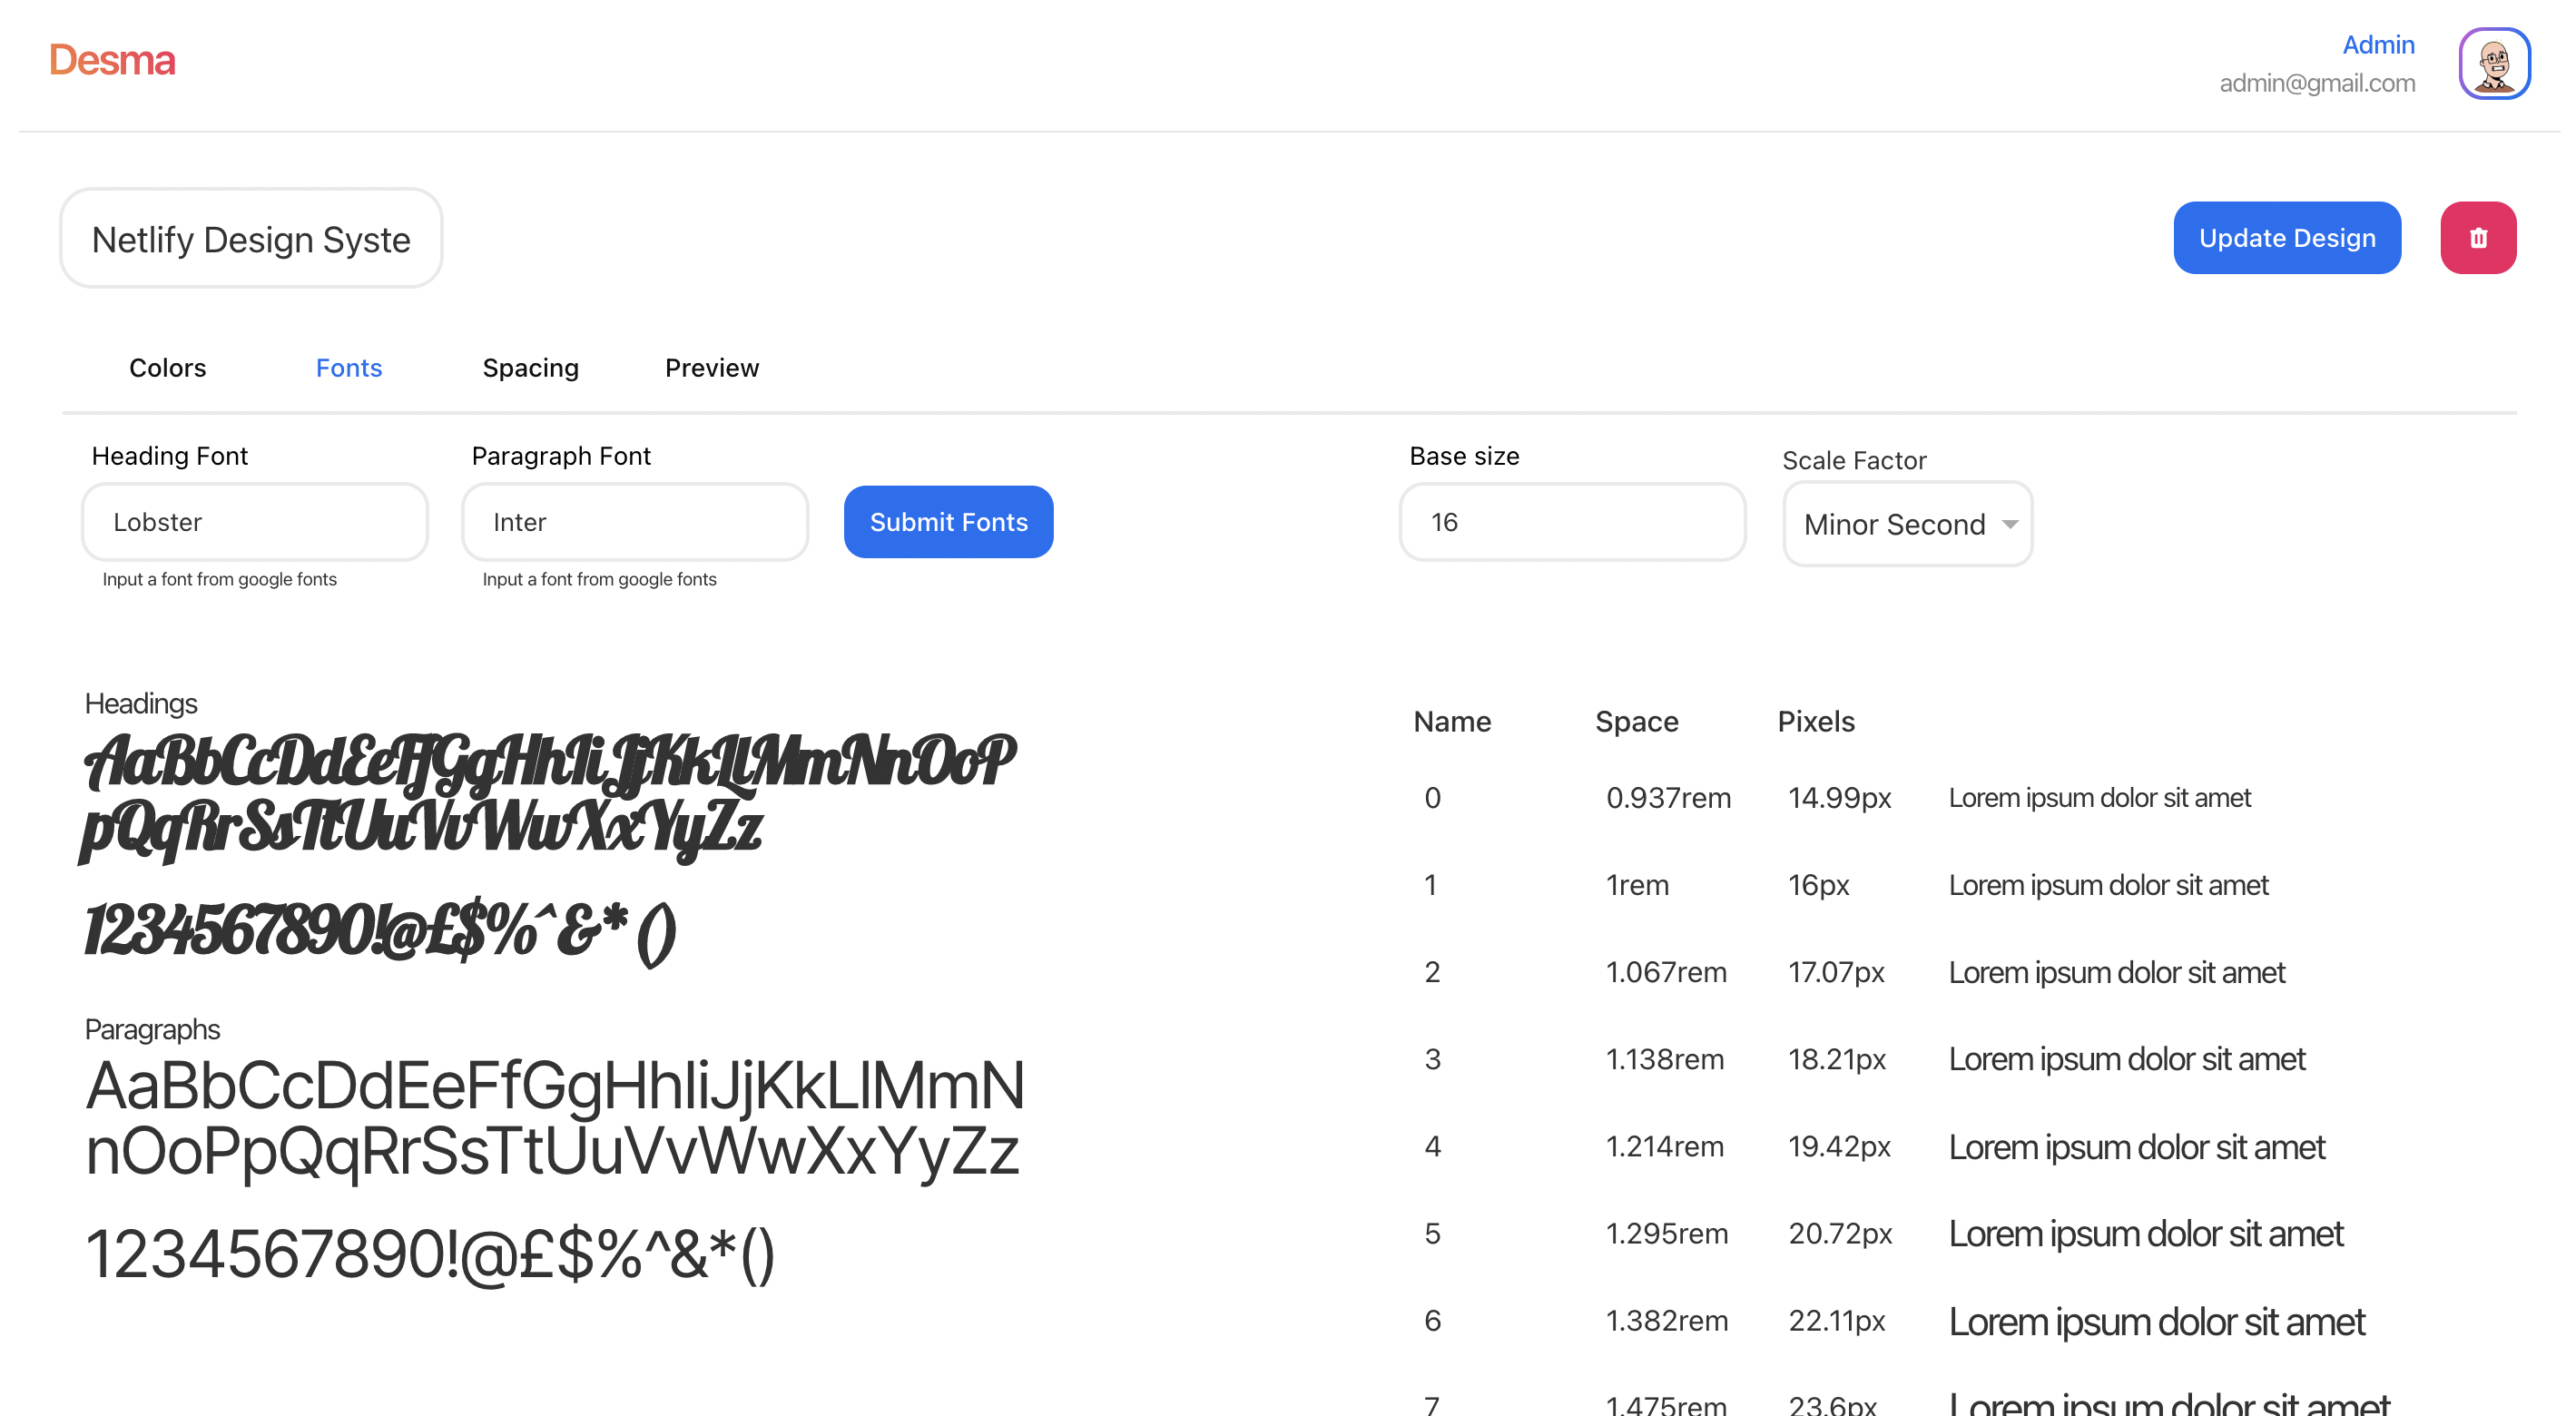 Desma
Admin
admin@gmail.com
Netlify Design Syste
Update Design
Colors Fonts Spacing Preview
Heading Font Paragraph Font
Lobster Inter Submit Fonts
Input a font from google fonts Input a font from google fonts
Base size Scale Factor
16 Minor Second
Headings
AaBbCcDdEeFfGgHhIiJjKkLlMmNnOoP
pQqRrSsTtUuVvWwXxYyZz
1234567890!@£$%^&*()
Paragraphs
AaBbCcDdEeFfGgHhIiJjKkLlMmN
nOoPpQqRrSsTtUuVvWwXxYyZz
1234567890!@£$%^&*()
Name Space Pixels
0 0.937rem 14.99px Lorem ipsum dolor sit amet
1 1rem 16px Lorem ipsum dolor sit amet
2 1.067rem 17.07px Lorem ipsum dolor sit amet
3 1.138rem 18.21px Lorem ipsum dolor sit amet
4 1.214rem 19.42px Lorem ipsum dolor sit amet
5 1.295rem 20.72px Lorem ipsum dolor sit amet
6 1.382rem 22.11px Lorem ipsum dolor sit amet
7 1.475rem 23.6px Lorem ipsum dolor sit amet